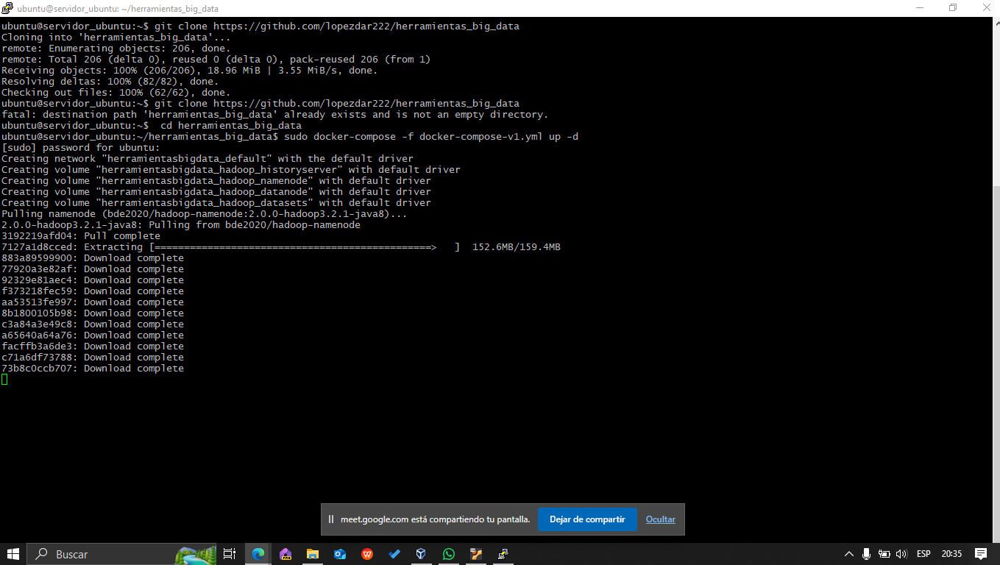 ubuntu@servidor_ubuntu: ~/herramientas_big_data
ubuntu@servidor_ubuntu:~$ git clone https://github.com/lopezdar222/herramientas_big_data
Cloning into 'herramientas_big_data'...
remote: Enumerating objects: 206, done.
remote: Total 206 (delta 0), reused 0 (delta 0), pack-reused 206 (from 1)
Receiving objects: 100% (206/206), 18.96 MiB | 3.55 MiB/s, done.
Resolving deltas: 100% (82/82), done.
Checking out files: 100% (62/62), done.
ubuntu@servidor_ubuntu:~$ git clone https://github.com/lopezdar222/herramientas_big_data
fatal: destination path 'herramientas_big_data' already exists and is not an empty directory.
ubuntu@servidor_ubuntu:~$  cd herramientas_big_data
ubuntu@servidor_ubuntu:~/herramientas_big_data$ sudo docker-compose -f docker-compose-v1.yml up -d
[sudo] password for ubuntu:
Creating network "herramientasbigdata_default" with the default driver
Creating volume "herramientasbigdata_hadoop_historyserver" with default driver
Creating volume "herramientasbigdata_hadoop_namenode" with default driver
Creating volume "herramientasbigdata_hadoop_datanode" with default driver
Creating volume "herramientasbigdata_hadoop_datasets" with default driver
Pulling namenode (bde2020/hadoop-namenode:2.0.0-hadoop3.2.1-java8)...
2.0.0-hadoop3.2.1-java8: Pulling from bde2020/hadoop-namenode
3192219afd04: Pull complete
7127a1d8cced: Extracting [===============================================>   ]  152.6MB/159.4MB
883a89599900: Download complete
77920a3e82af: Download complete
92329e81aec4: Download complete
f373218fec59: Download complete
aa53513fe997: Download complete
8b1800105b98: Download complete
c3a84a3e49c8: Download complete
a65640a64a76: Download complete
facffb3a6de3: Download complete
c71a6df73788: Download complete
73b8c0ccb707: Download complete
meet.google.com está compartiendo tu pantalla. Dejar de compartir Ocultar
Buscar ESP 20:35